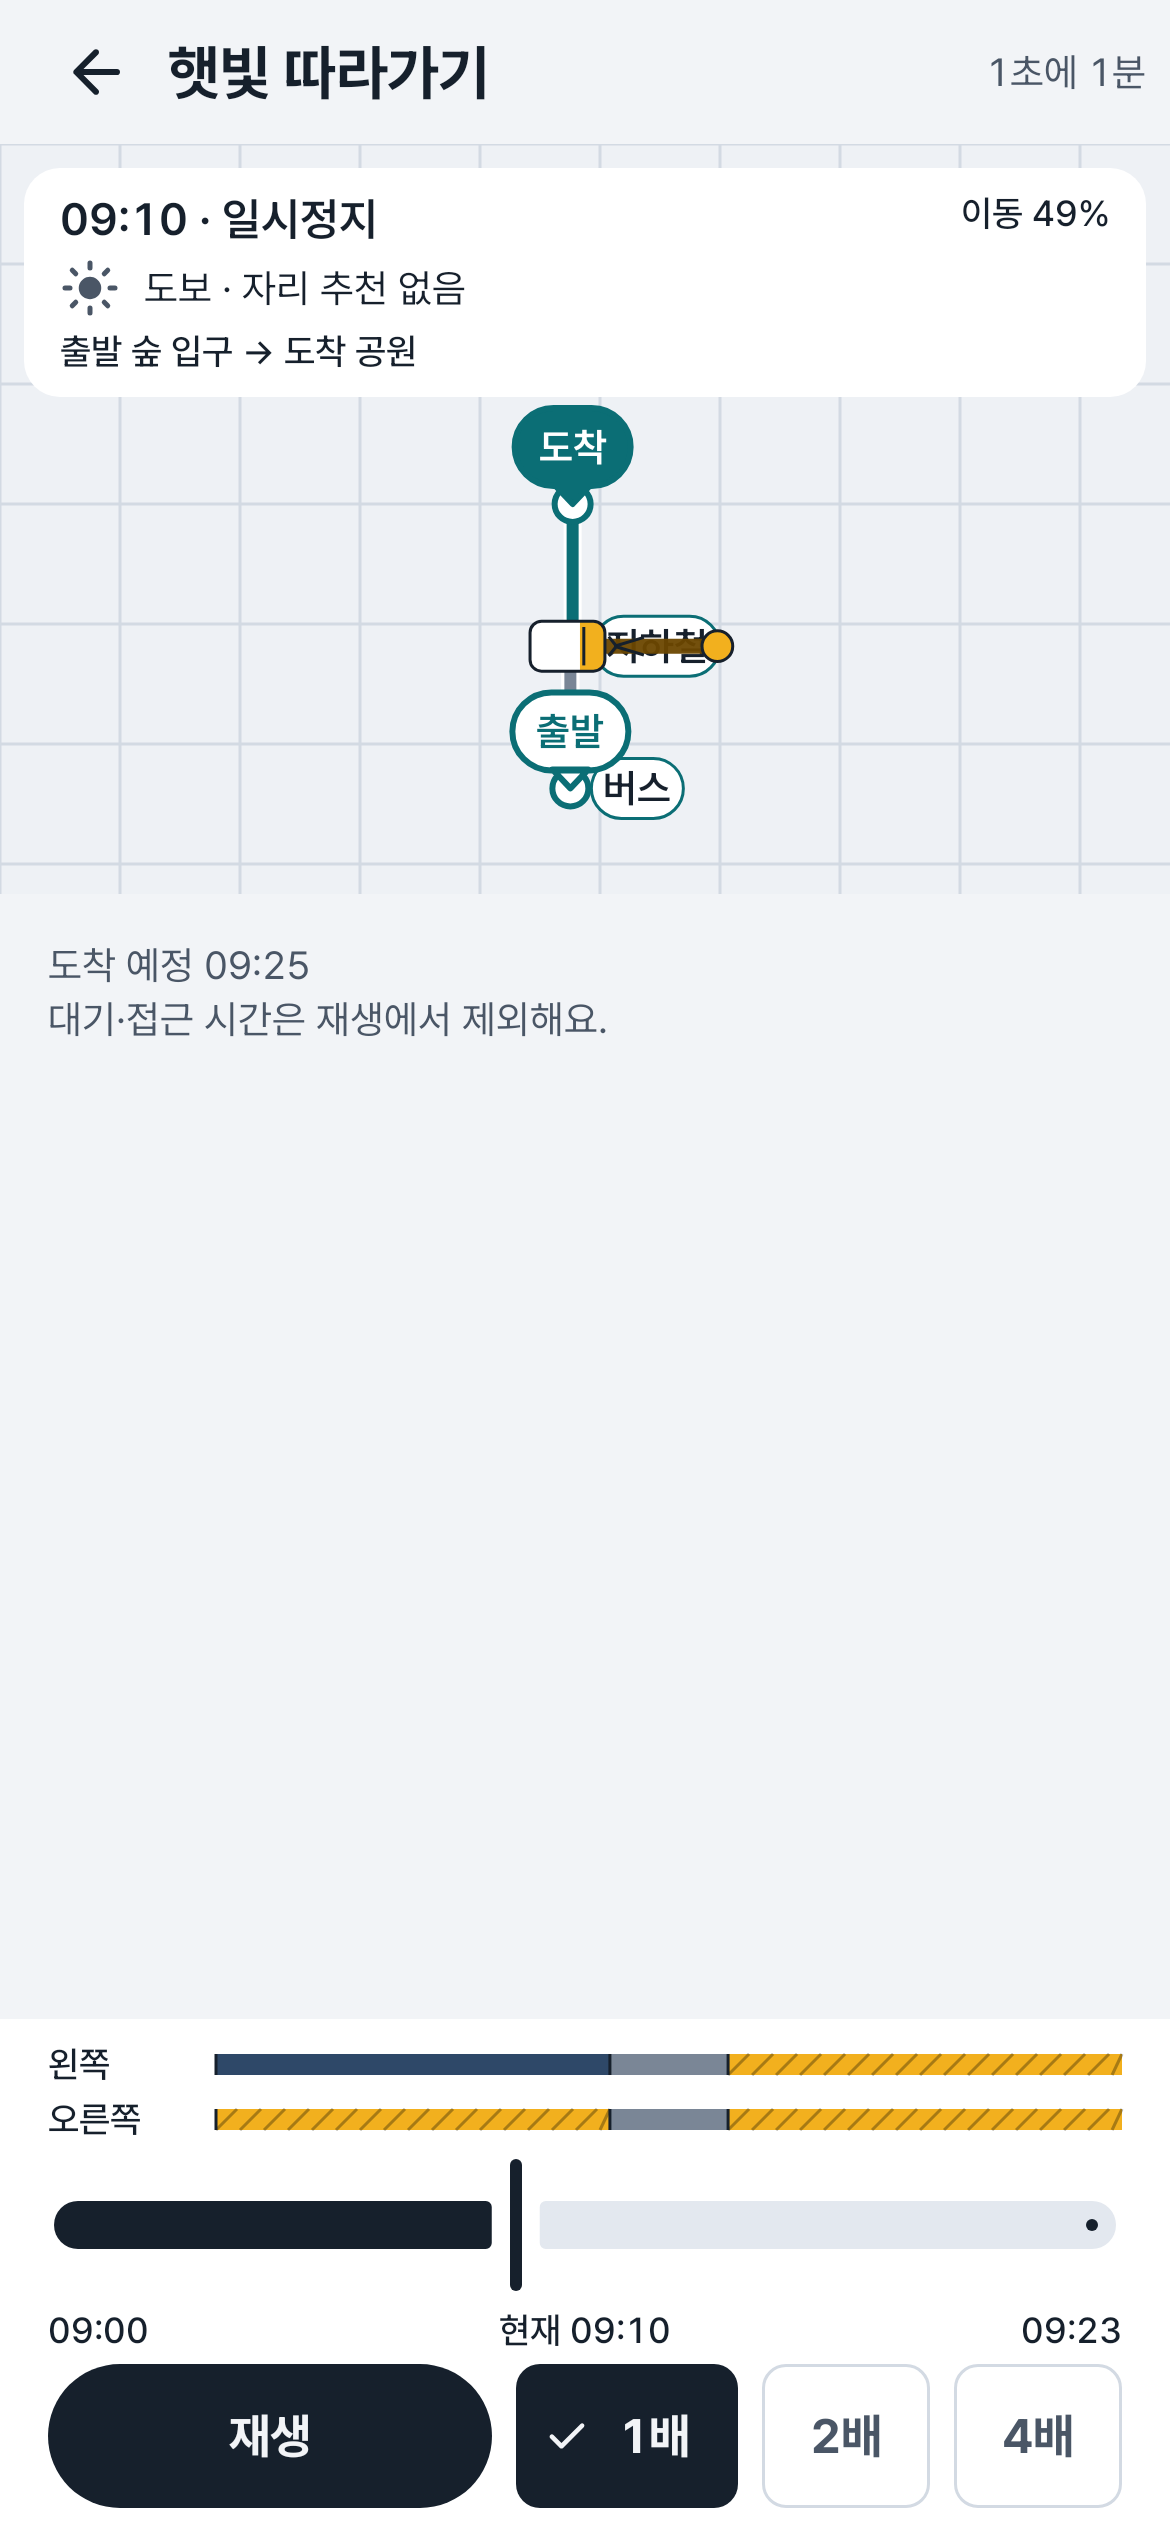 햇빛 따라가기
1초에 1분
09:10 · 일시정지
이동 49%
도보 · 자리 추천 없음
출발 숲 입구 → 도착 공원
도착
지하철
출발
버스
도착 예정 09:25
대기·접근 시간은 재생에서 제외해요.
왼쪽
오른쪽
09:00
현재 09:10
09:23
재생
1배
2배
4배